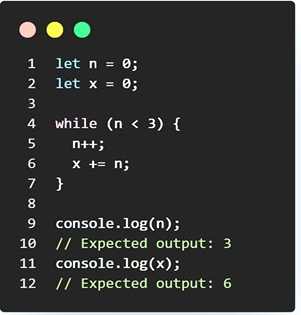 1 let n = 0;
2 let x = 0;
3
4 while (n < 3) {
5   n++;
6   x += n;
7 }
8
9 console.log(n);
10 // Expected output: 3
11 console.log(x);
12 // Expected output: 6